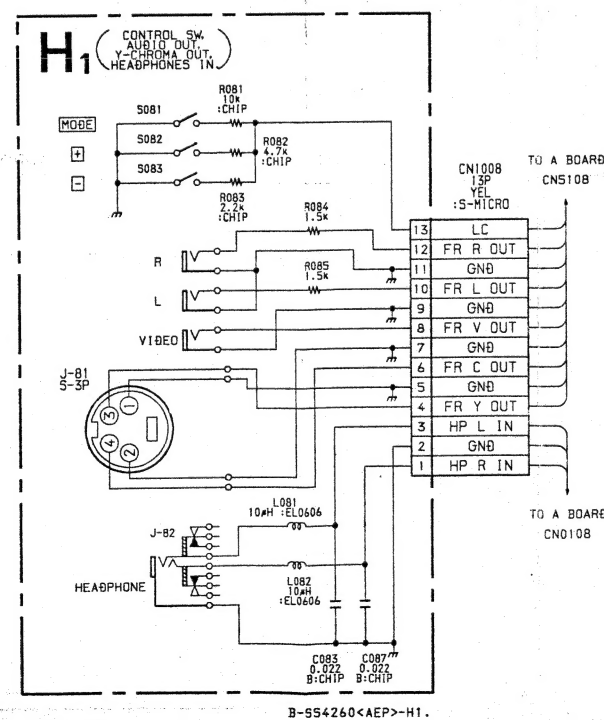 H1
CONTROL SW,
AUDIO OUT,
Y-CHROMA OUT,
HEADPHONES IN
MODE
+
-
S081
S082
S083
R081
10k
:CHIP
R082
4.7k
:CHIP
R083
2.2k
:CHIP
R084
1.5k
R085
1.5k
R
L
VIDEO
J-81
S-3P
3
1
4
2
CN1008
13P
YEL
:S-MICRO
TO A BOARD
CN5108
13 LC
12 FR R OUT
11 GND
10 FR L OUT
9 GND
8 FR V OUT
7 GND
6 FR C OUT
5 GND
4 FR Y OUT
3 HP L IN
2 GND
1 HP R IN
TO A BOARD
CN0108
L081
10μH :EL0606
J-82
L082
10μH
:EL0606
HEADPHONE
C083
0.022
B:CHIP
C087
0.022
B:CHIP
B-SS4260<AEP>-H1.